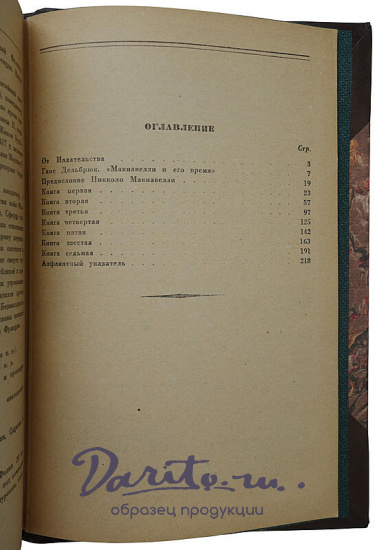 ОГЛАВЛЕНИЕ
Стр.
От Издательства . . . . . . . . 3
Ганс Дельбрюк, «Макиавелли и его время» . . . . 7
Предисловие Никколо Макиавелли . . . . . 19
Книга первая . . . . . . . . 23
Книга вторая . . . . . . . . 57
Книга третья . . . . . . . . 97
Книга четвертая . . . . . . . . 125
Книга пятая . . . . . . . . 142
Книга шестая . . . . . . . . 163
Книга седьмая . . . . . . . . 191
Алфавитный указатель . . . . . . . 218
Darito.ru...
образец продукции